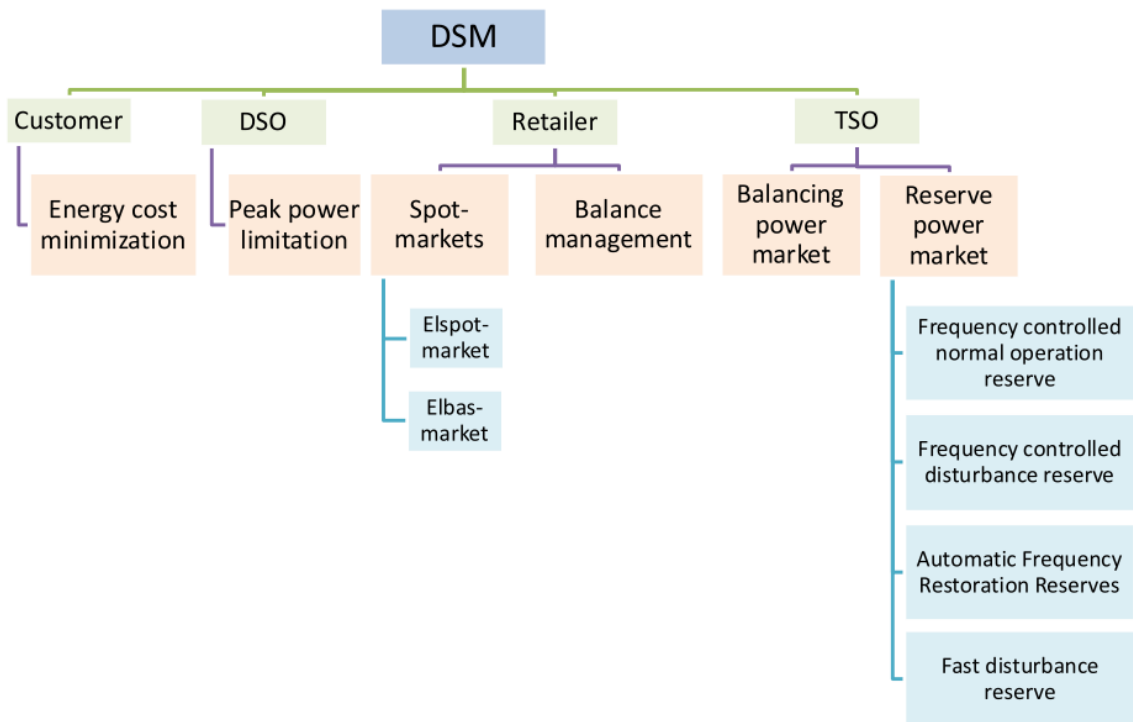 DSM
Customer
DSO
Retailer
TSO
Energy cost
minimization
Peak power
limitation
Spot-
markets
Balance
management
Balancing
power
market
Reserve
power
market
Elspot-
market
Elbas-
market
Frequency controlled
normal operation
reserve
Frequency controlled
disturbance reserve
Automatic Frequency
Restoration Reserves
Fast disturbance
reserve